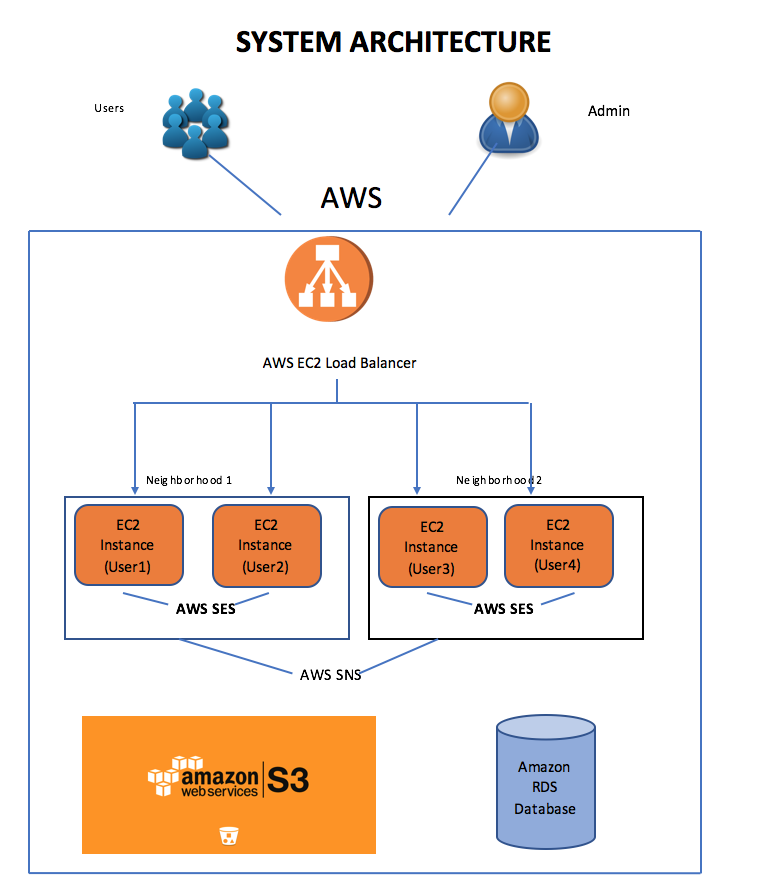 SYSTEM ARCHITECTURE
Users
Admin
AWS
AWS EC2 Load Balancer
Neighborhood 1
Neighborhood 2
EC2
Instance
(User1)
EC2
Instance
(User2)
EC2
Instance
(User3)
EC2
Instance
(User4)
AWS SES
AWS SES
AWS SNS
amazon
web services
S3
Amazon
RDS
Database